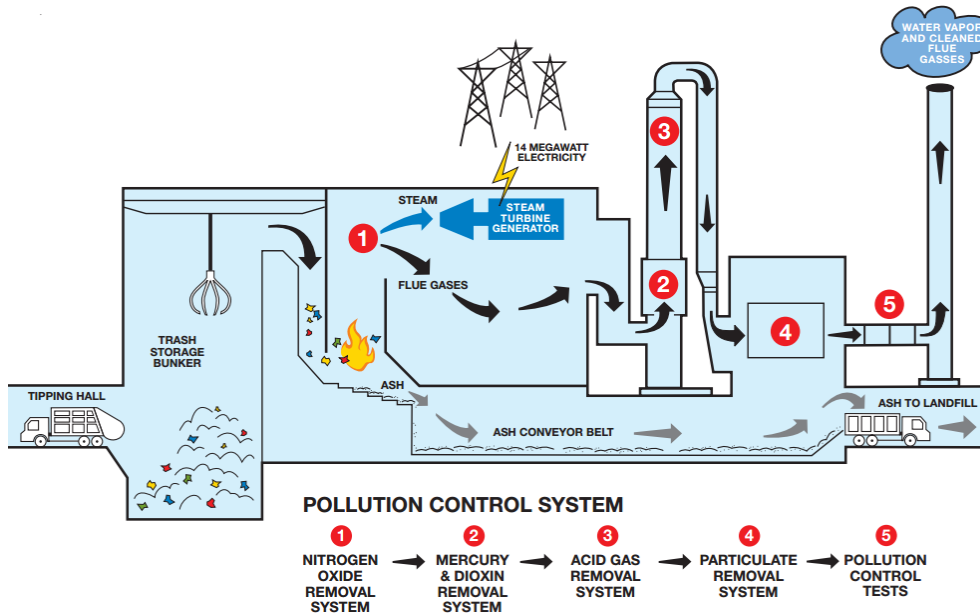 WATER VAPOR
AND CLEANED
FLUE
GASSES
3
14 MEGAWATT
ELECTRICITY
STEAM
STEAM
TURBINE
GENERATOR
1
FLUE GASES
2
4
5
TRASH
STORAGE
BUNKER
TIPPING HALL
ASH
ASH TO LANDFILL
ASH CONVEYOR BELT
POLLUTION CONTROL SYSTEM
1
NITROGEN
OXIDE
REMOVAL
SYSTEM
2
MERCURY
& DIOXIN
REMOVAL
SYSTEM
3
ACID GAS
REMOVAL
SYSTEM
4
PARTICULATE
REMOVAL
SYSTEM
5
POLLUTION
CONTROL
TESTS